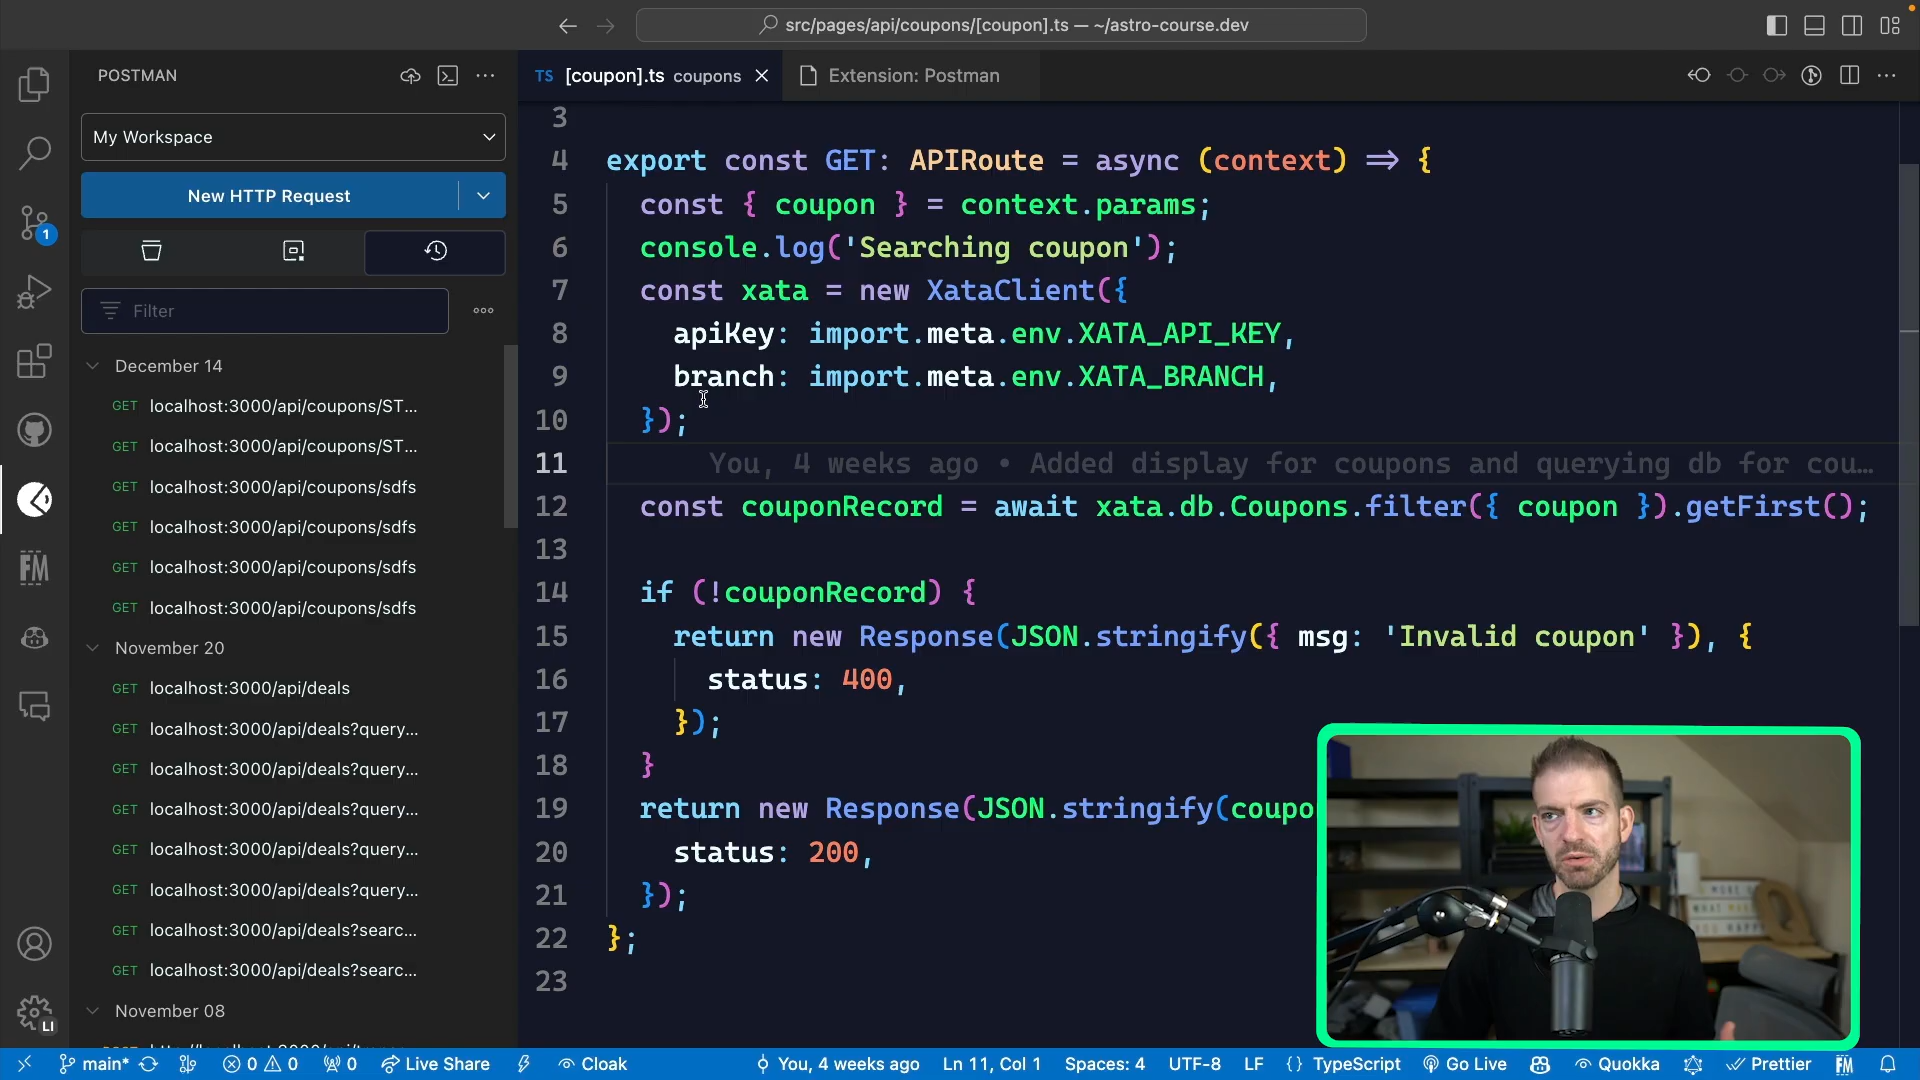 src/pages/api/coupons/[coupon].ts — ~/astro-course.dev
POSTMAN
My Workspace
New HTTP Request
Filter
December 14
GET localhost:3000/api/coupons/ST...
GET localhost:3000/api/coupons/ST...
GET localhost:3000/api/coupons/sdfs
GET localhost:3000/api/coupons/sdfs
GET localhost:3000/api/coupons/sdfs
GET localhost:3000/api/coupons/sdfs
November 20
GET localhost:3000/api/deals
GET localhost:3000/api/deals?query...
GET localhost:3000/api/deals?query...
GET localhost:3000/api/deals?query...
GET localhost:3000/api/deals?query...
GET localhost:3000/api/deals?query...
GET localhost:3000/api/deals?searc...
GET localhost:3000/api/deals?searc...
November 08
1
FM
LI
TS [coupon].ts coupons
Extension: Postman
3
4 export const GET: APIRoute = async (context) => {
5 const { coupon } = context.params;
6 console.log('Searching coupon');
7 const xata = new XataClient({
8 apiKey: import.meta.env.XATA_API_KEY,
9 branch: import.meta.env.XATA_BRANCH,
10 });
11 You, 4 weeks ago • Added display for coupons and querying db for cou…
12 const couponRecord = await xata.db.Coupons.filter({ coupon }).getFirst();
13
14 if (!couponRecord) {
15 return new Response(JSON.stringify({ msg: 'Invalid coupon' }), {
16 status: 400,
17 });
18 }
19 return new Response(JSON.stringify(coupo
20 status: 200,
21 });
22 };
23
main* 0 0 0 Live Share Cloak You, 4 weeks ago Ln 11, Col 1 Spaces: 4 UTF-8 LF {} TypeScript Go Live Quokka Prettier FM